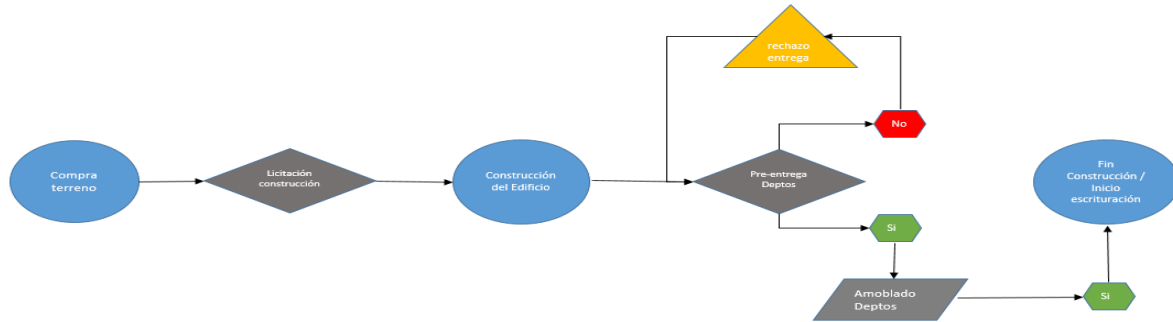 rechazo
entrega
No
Compra
terreno
Licitación
construcción
Construcción
del Edificio
Pre-entrega
Deptos
Fin
Construcción /
Inicio
escrituración
Si
Amoblado
Deptos
Si